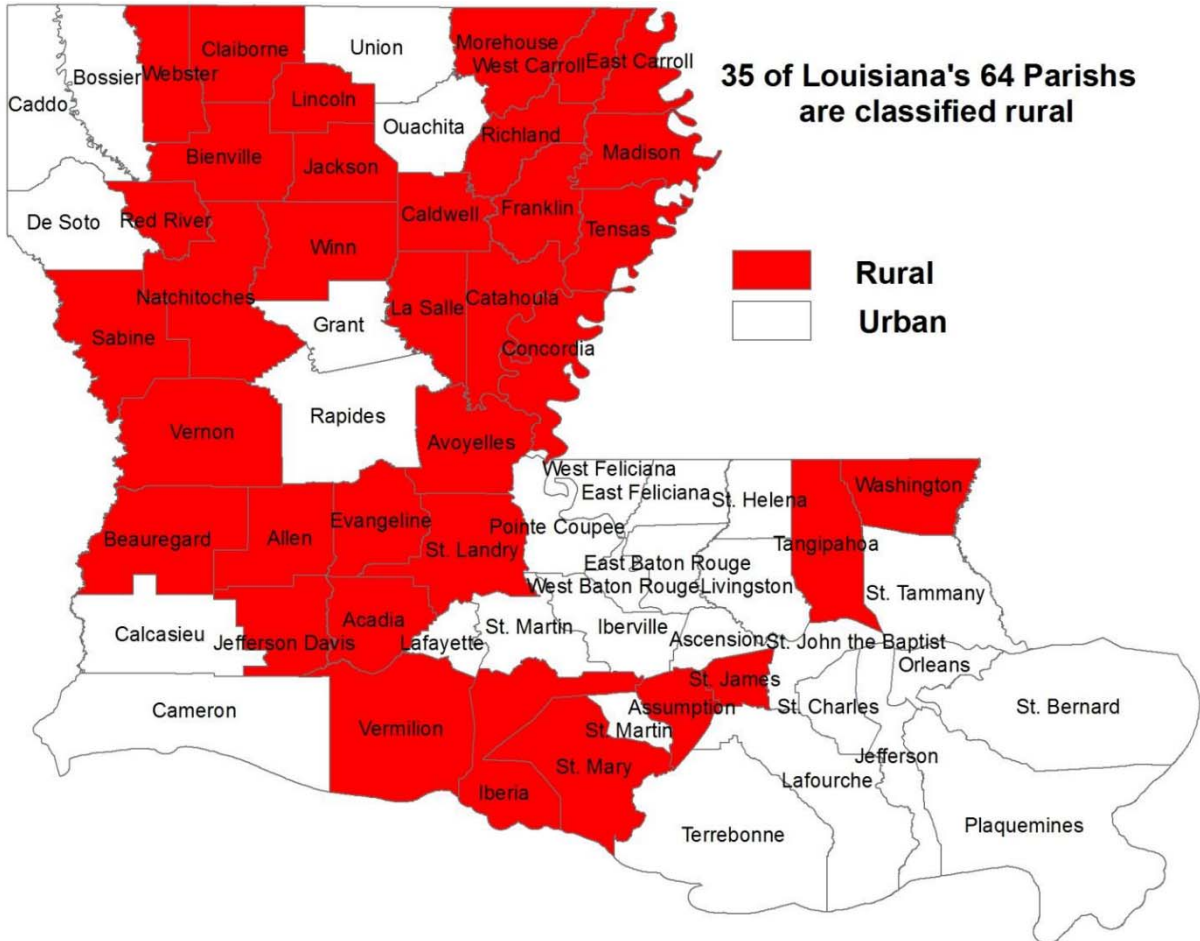 35 of Louisiana's 64 Parishs
are classified rural
Rural
Urban
Caddo
Bossier
Webster
Claiborne
Union
Morehouse
West Carroll
East Carroll
Lincoln
Ouachita
Richland
Bienville
Jackson
Madison
De Soto
Red River
Caldwell
Franklin
Tensas
Winn
Natchitoches
La Salle
Catahoula
Sabine
Grant
Concordia
Vernon
Rapides
Avoyelles
West Feliciana
East Feliciana
St. Helena
Washington
Beauregard
Allen
Evangeline
St. Landry
Pointe Coupee
Tangipahoa
East Baton Rouge
West Baton Rouge
Livingston
St. Tammany
Calcasieu
Jefferson Davis
Acadia
Lafayette
St. Martin
Iberville
Ascension
St. John the Baptist
Orleans
St. James
Cameron
Vermilion
Assumption
St. Martin
St. Charles
St. Bernard
St. Mary
Iberia
Jefferson
Lafourche
Terrebonne
Plaquemines